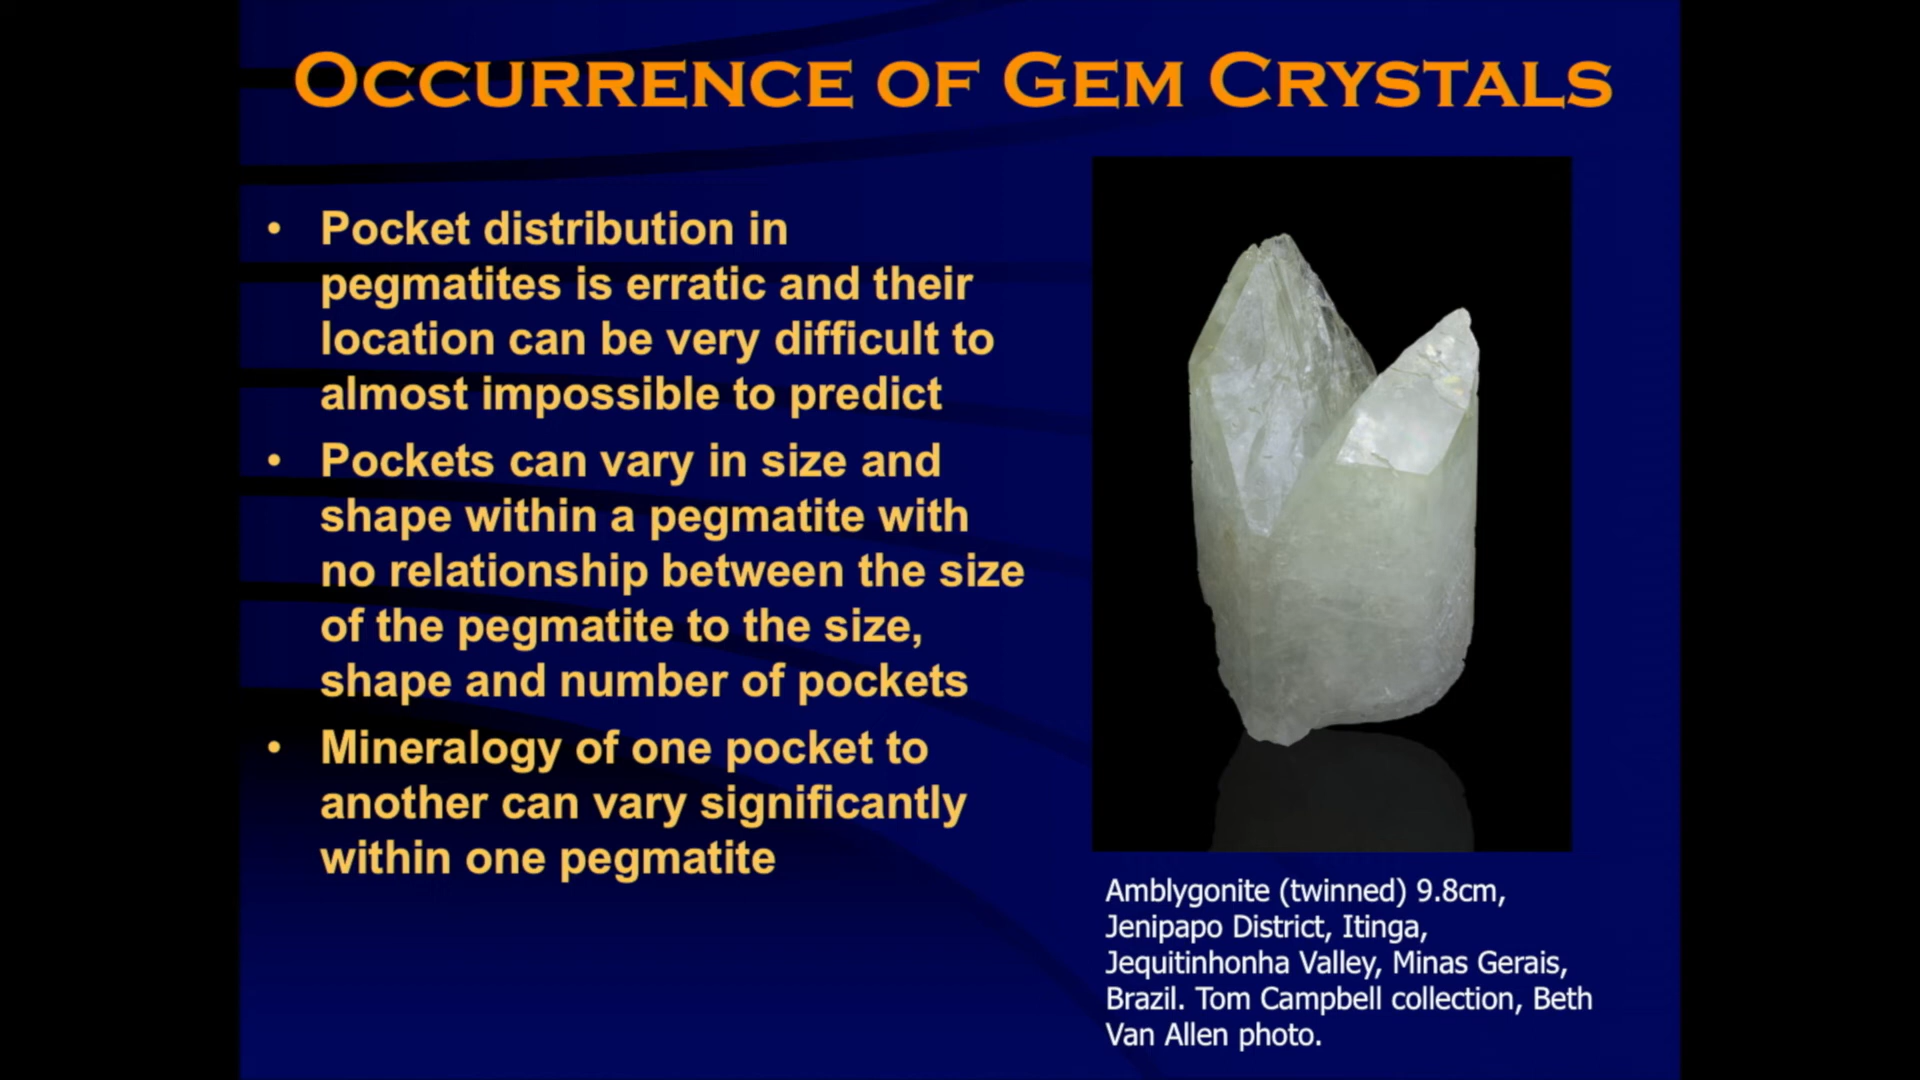 OCCURRENCE OF GEM CRYSTALS
• Pocket distribution in
pegmatites is erratic and their
location can be very difficult to
almost impossible to predict
• Pockets can vary in size and
shape within a pegmatite with
no relationship between the size
of the pegmatite to the size,
shape and number of pockets
• Mineralogy of one pocket to
another can vary significantly
within one pegmatite
Amblygonite (twinned) 9.8cm,
Jenipapo District, Itinga,
Jequitinhonha Valley, Minas Gerais,
Brazil. Tom Campbell collection, Beth
Van Allen photo.